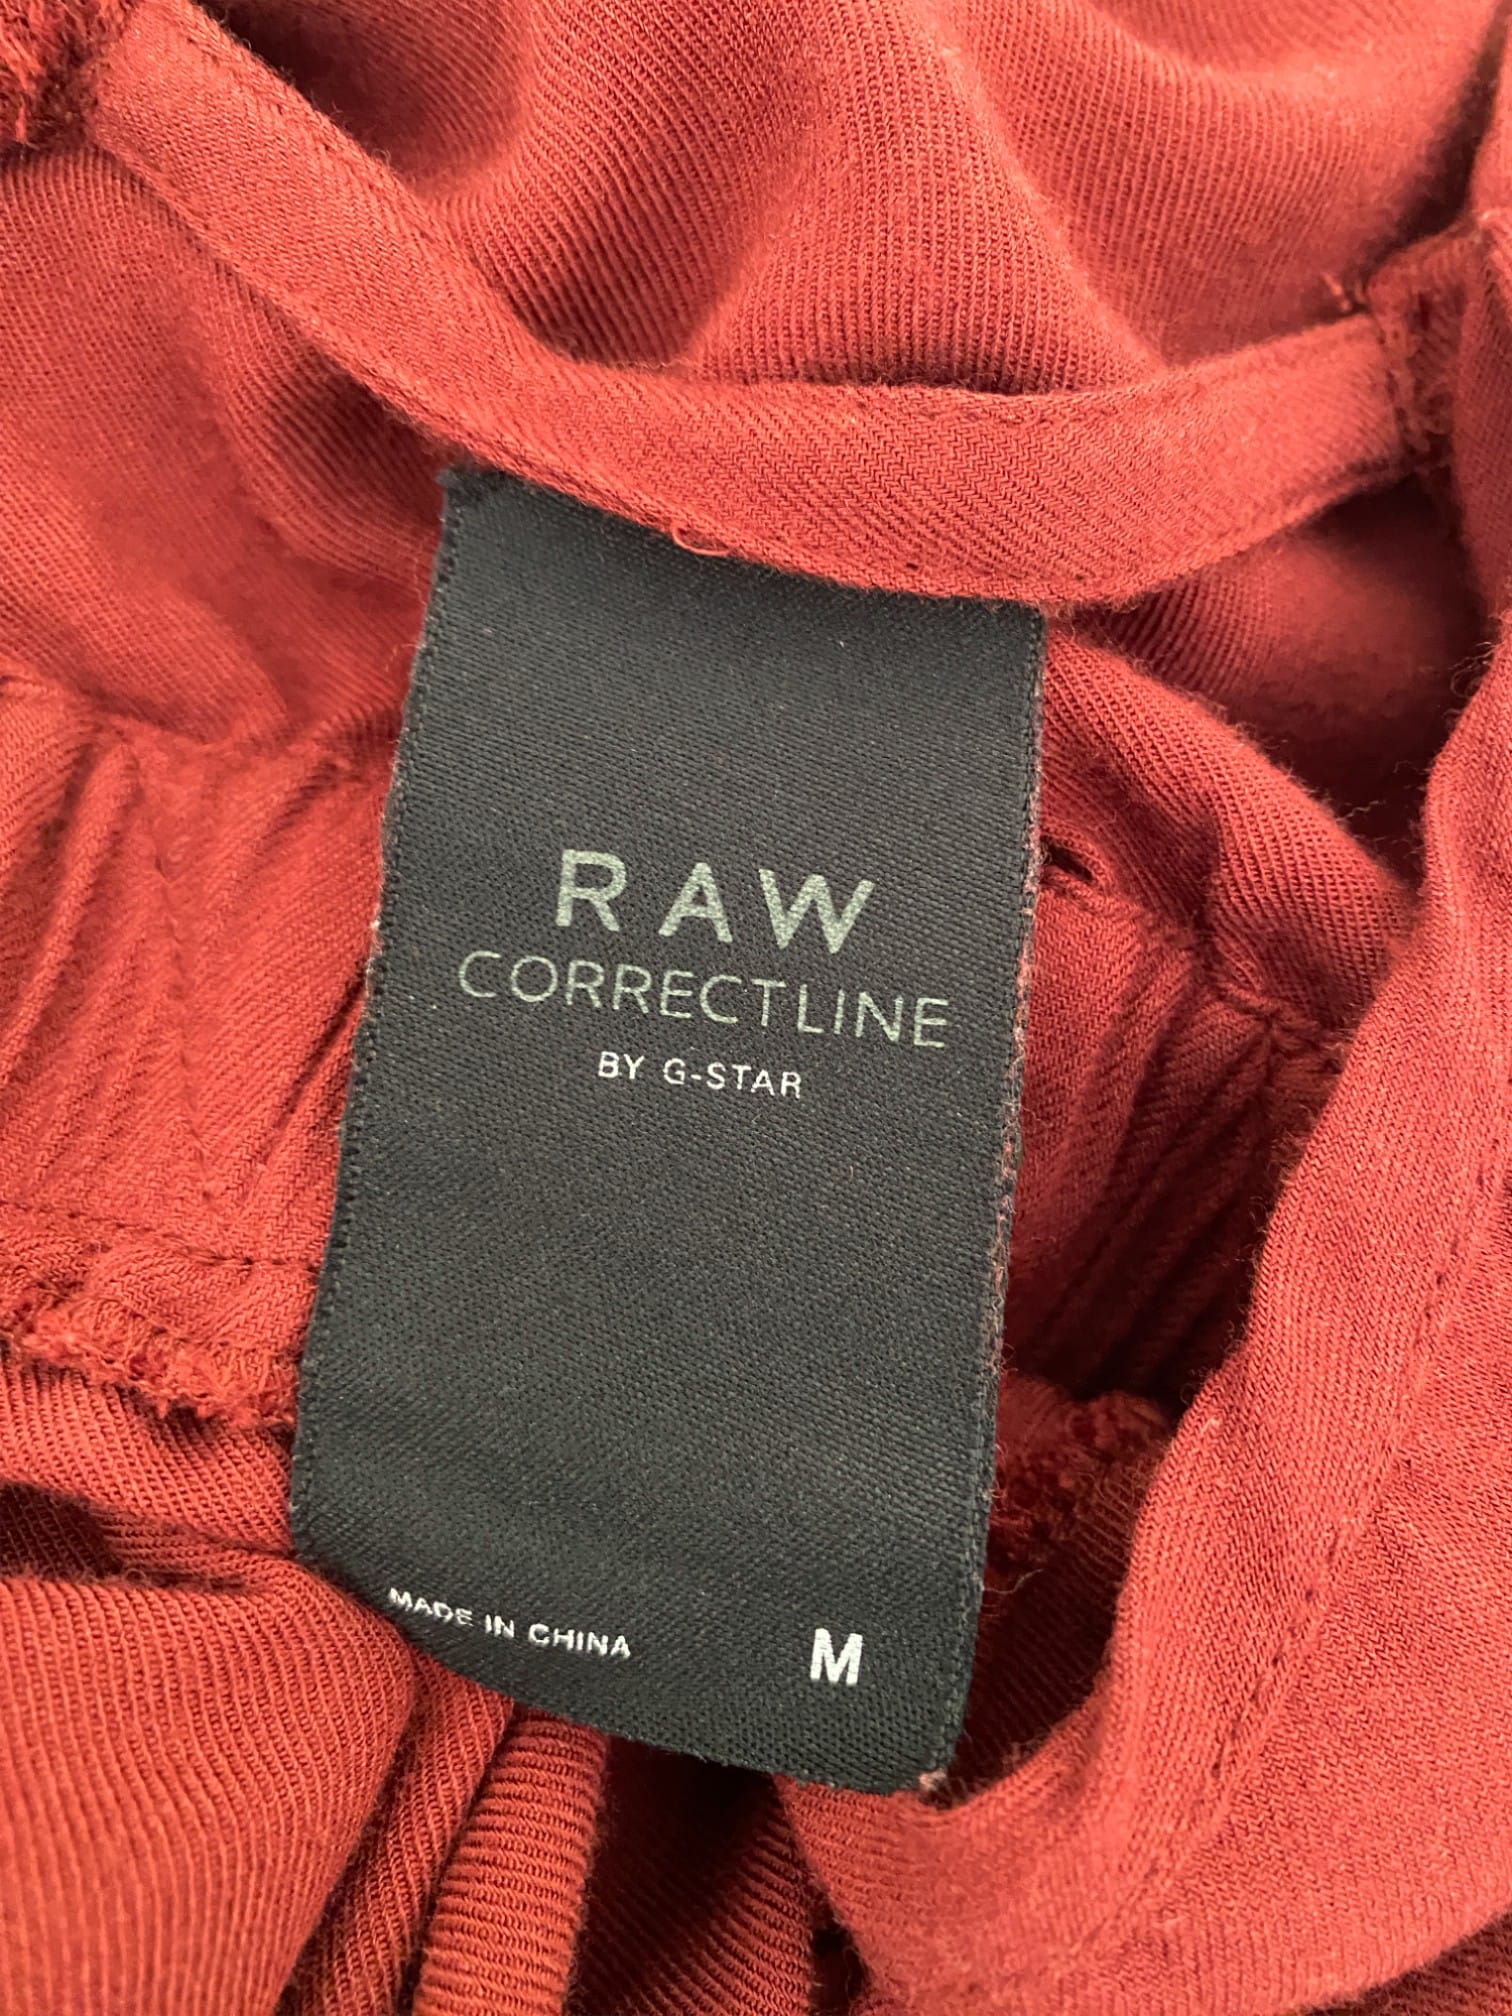 RAW
CORRECTLINE
BY G-STAR
MADE IN CHINA
M